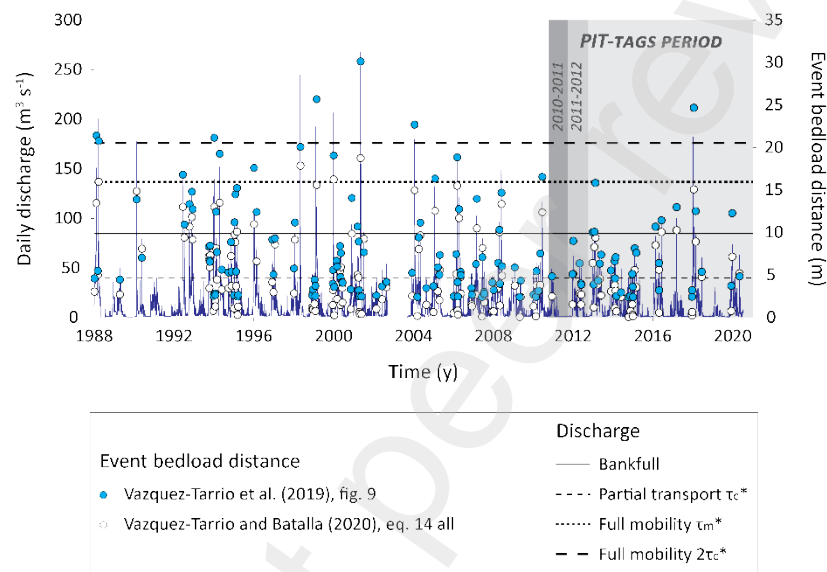 300
250
200
150
100
50
0
Daily discharge (m³ s⁻¹)
PIT-TAGS PERIOD
2010-2011
2011-2012
35
30
25
20
15
10
5
0
Event bedload distance (m)
1988 1992 1996 2000 2004 2008 2012 2016 2020
Time (y)
Event bedload distance
Vazquez-Tarrio et al. (2019), fig. 9
Vazquez-Tarrio and Batalla (2020), eq. 14 all
Discharge
Bankfull
Partial transport τc*
Full mobility τm*
Full mobility 2τc*
t peer rev